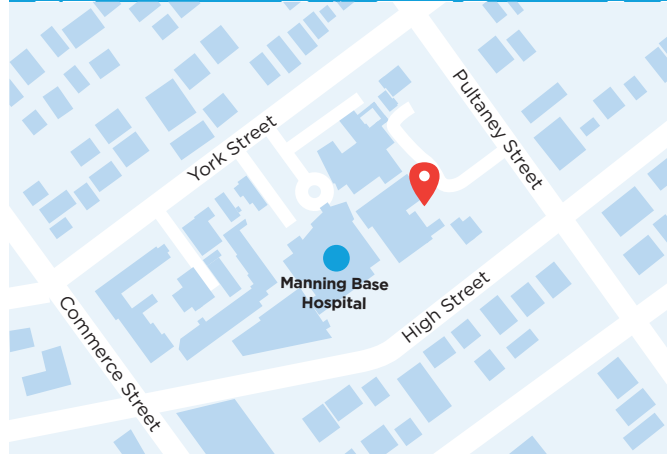 York Street
Pultaney Street
Manning Base
Hospital
High Street
Commerce Street